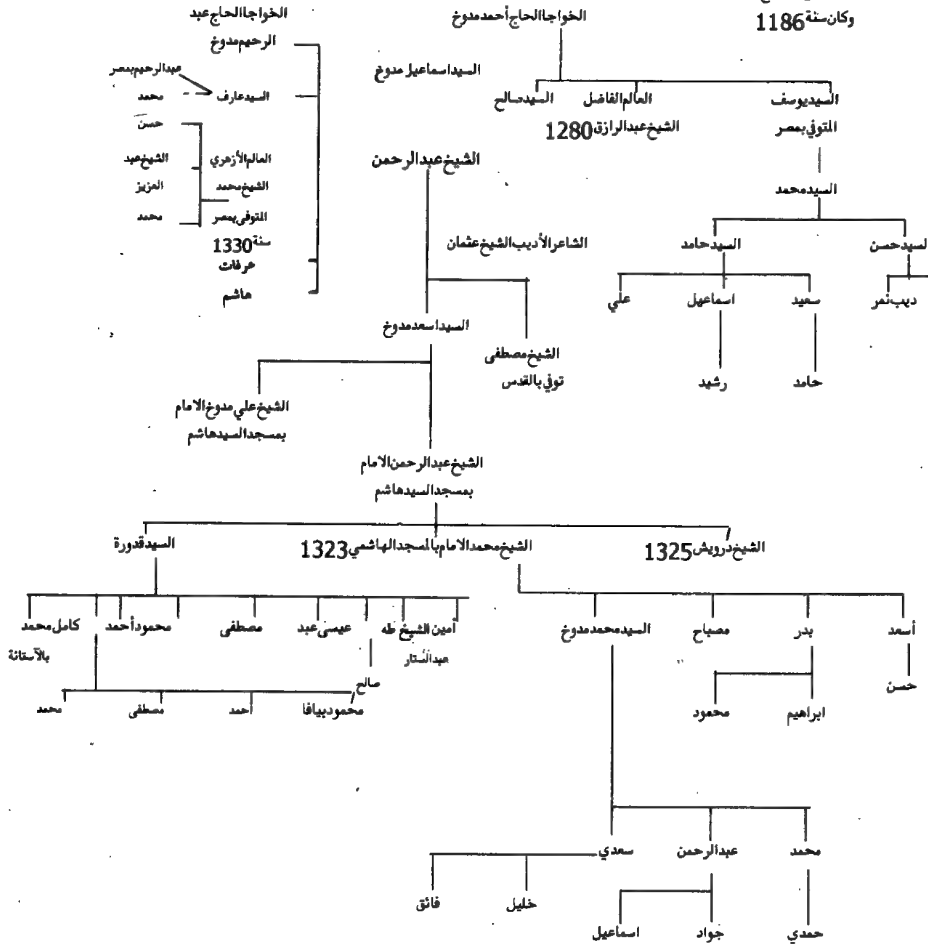 وكان سنة 1186
الخواجا الحاج أحمد مدوخ
الخواجا الحاج عبد
الرحيم مدوخ
السيد اسماعيل مدوخ
عبد الرحيم بمصر
السيد يوسف
المتوفي بمصر
العالم الفاضل
الشيخ عبد الرازق 1280
السيد صالح
السيد عارف
محمد
حسن
العالم الأزهري
الشيخ محمد
المتوفى بمصر
سنة 1330
الشيخ عبد
العزيز
محمد
عرفات
هاشم
الشيخ عبد الرحمن
السيد محمد
السيد حسن
السيد حامد
الشاعر الأديب الشيخ عثمان
ديب نمر
سعيد
اسماعيل
علي
السيد اسعد مدوخ
الشيخ مصطفى
توفي بالقدس
حامد
رشيد
الشيخ علي مدوخ الامام
بمسجد السيد هاشم
الشيخ عبد الرحمن الامام
بمسجد السيد هاشم
الشيخ درويش 1325
الشيخ محمد الامام بالمسجد الهاشمي 1323
السيد قدورة
أسعد
بدر
مصباح
السيد محمد مدوخ
أمين الشيخ طه
عبد الستار
عيسى عبد
مصطفى
محمود أحمد
كامل محمد
بالآستانة
حسن
ابراهيم
محمود
صالح
محمود بيافا
أحمد
مصطفى
محمد
محمد
عبد الرحمن
سعدي
حمدي
جواد
اسماعيل
خليل
فائق